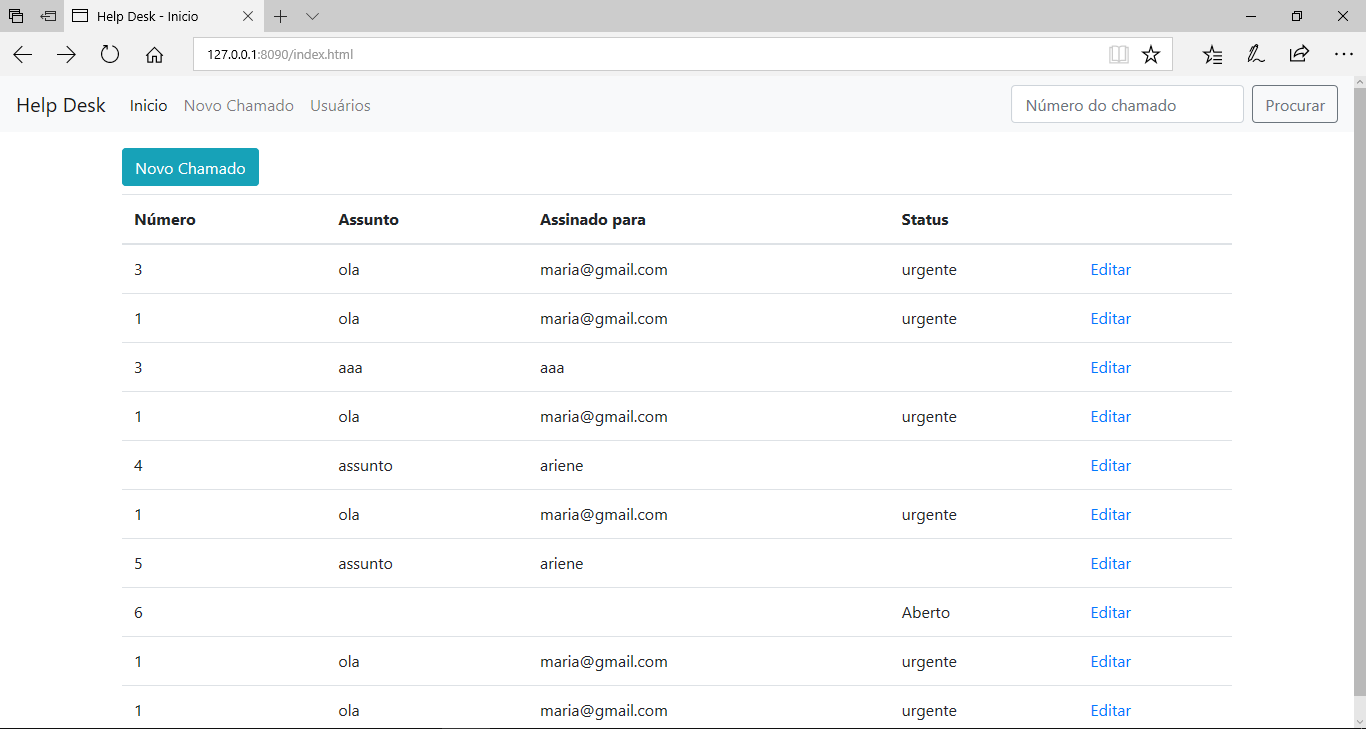 Help Desk - Inicio
127.0.0.1:8090/index.html
Help Desk Inicio Novo Chamado Usuários Número do chamado Procurar
Novo Chamado
Número Assunto Assinado para Status
3 ola maria@gmail.com urgente Editar
1 ola maria@gmail.com urgente Editar
3 aaa aaa Editar
1 ola maria@gmail.com urgente Editar
4 assunto ariene Editar
1 ola maria@gmail.com urgente Editar
5 assunto ariene Editar
6 Aberto Editar
1 ola maria@gmail.com urgente Editar
1 ola maria@gmail.com urgente Editar